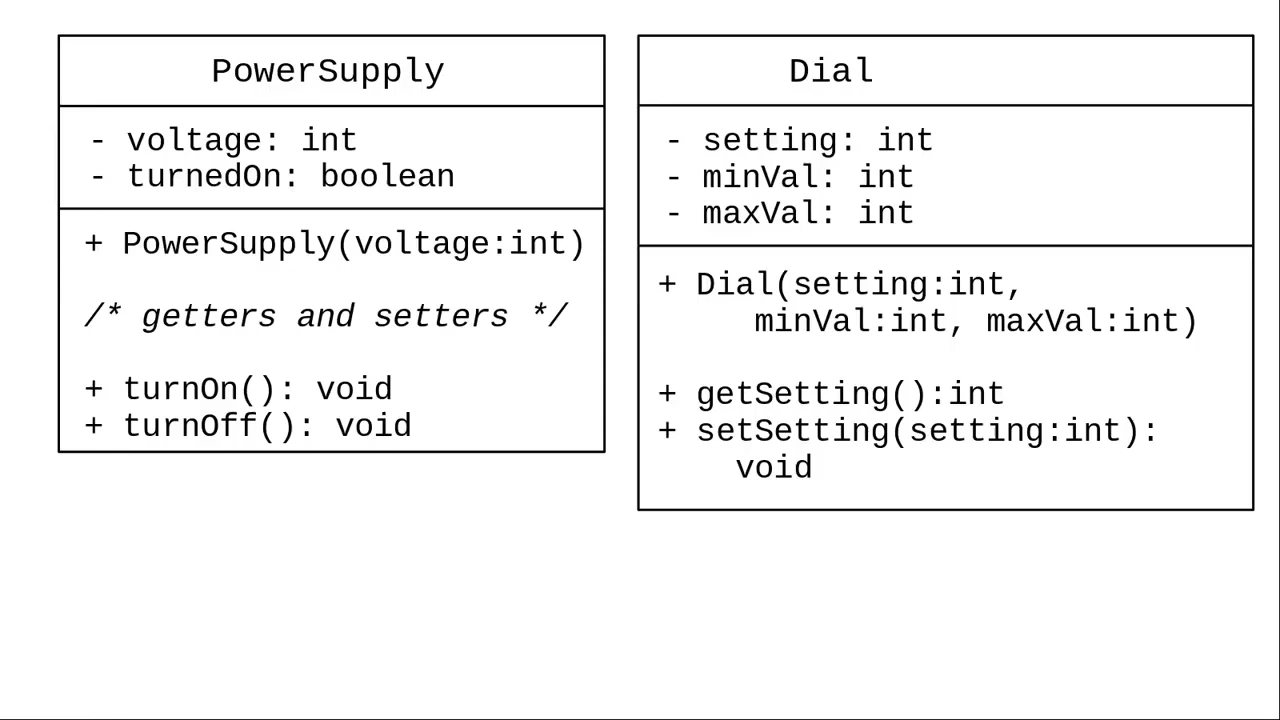 PowerSupply
- voltage: int
- turnedOn: boolean
+ PowerSupply(voltage:int)
/* getters and setters */
+ turnOn(): void
+ turnOff(): void
Dial
- setting: int
- minVal: int
- maxVal: int
+ Dial(setting:int,
minVal:int, maxVal:int)
+ getSetting():int
+ setSetting(setting:int):
void